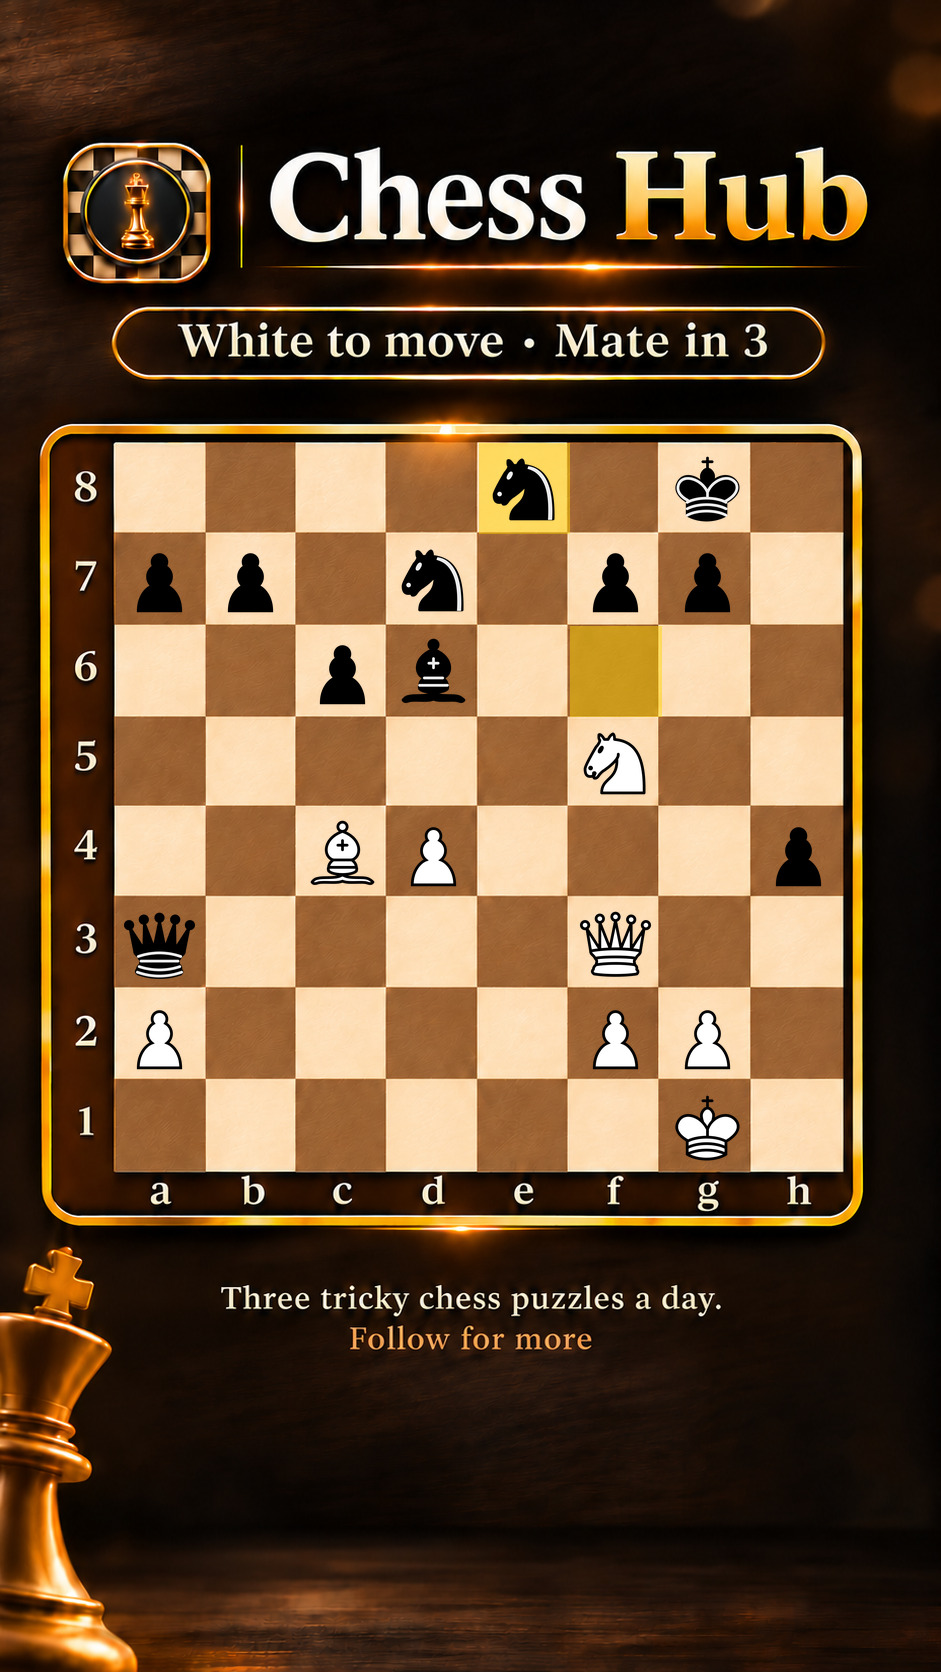 Chess Hub
White to move • Mate in 3
8
7
6
5
4
3
2
1
a b c d e f g h
Three tricky chess puzzles a day.
Follow for more